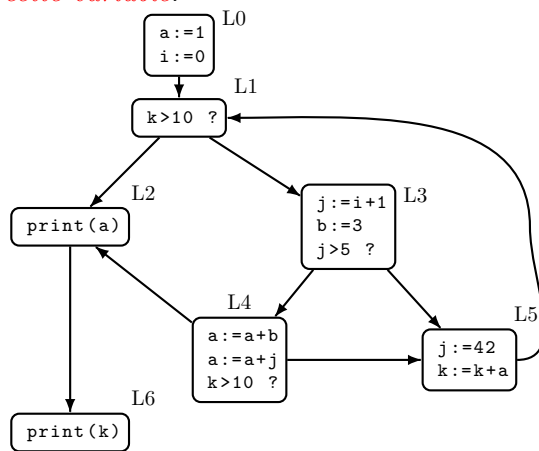 L0
a:=1
i:=0
L1
k>10 ?
L2
print(a)
L3
j:=i+1
b:=3
j>5 ?
L4
a:=a+b
a:=a+j
k>10 ?
L5
j:=42
k:=k+a
L6
print(k)